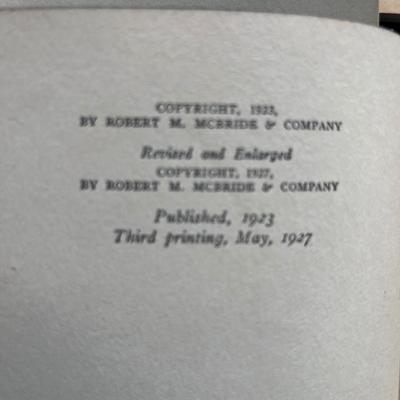 COPYRIGHT, 1923,
BY ROBERT M. MCBRIDE & COMPANY
Revised and Enlarged
COPYRIGHT, 1927,
BY ROBERT M. MCBRIDE & COMPANY
Published, 1923
Third printing, May, 1927